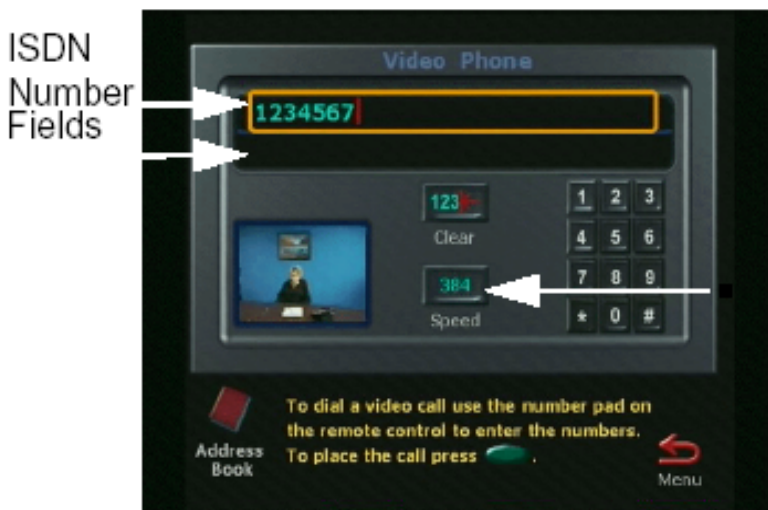 ISDN
Number
Fields
Video Phone
1234567
123
Clear
384
Speed
1 2 3
4 5 6
7 8 9
* 0 #
To dial a video call use the number pad on
the remote control to enter the numbers.
To place the call press .
Address
Book
Menu